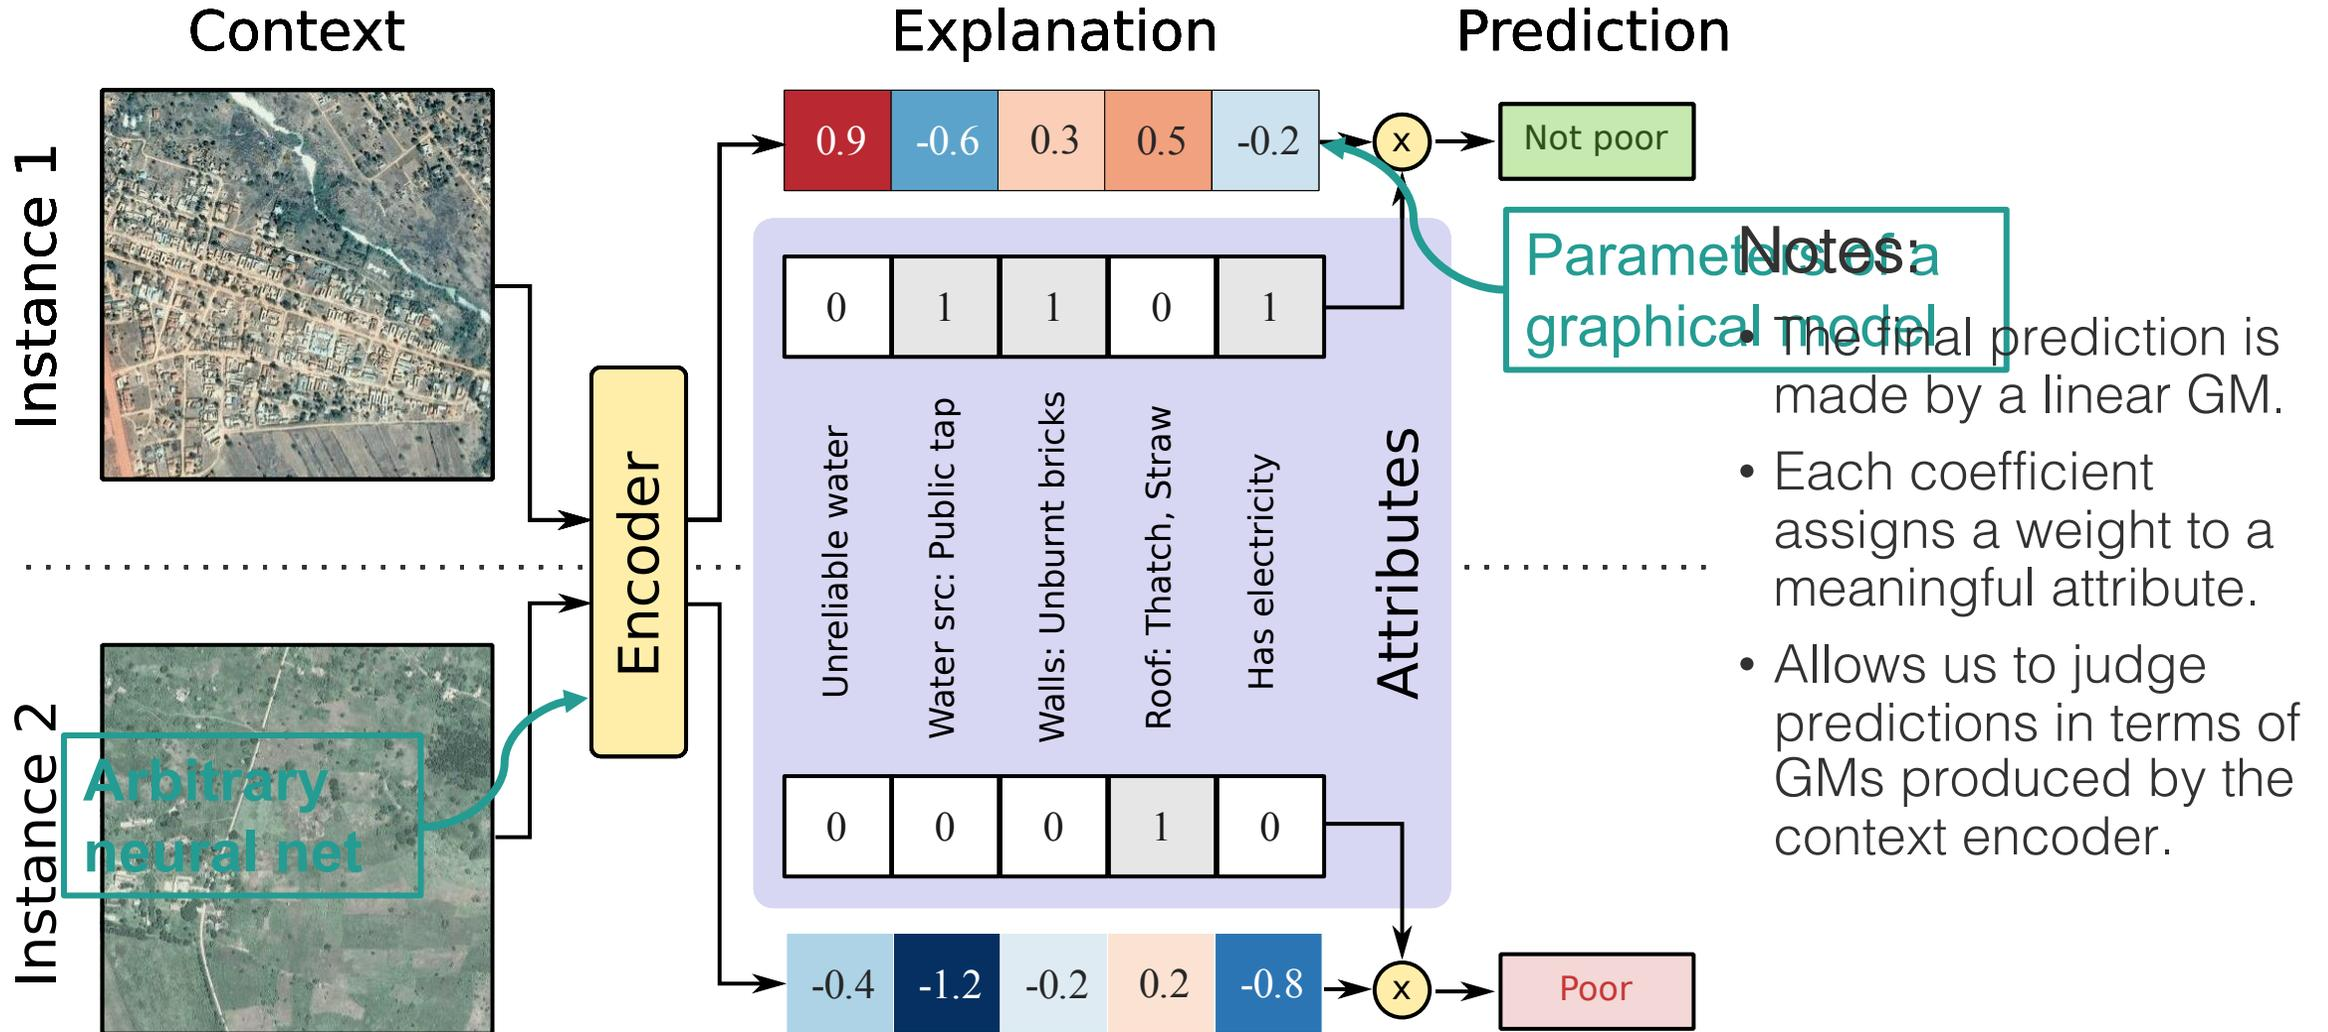 Context
Explanation
Prediction
Instance 1
0.9 -0.6 0.3 0.5 -0.2
x
Not poor
Parameters of a
graphical model
0 1 1 0 1
Encoder
Unreliable water
Water src: Public tap
Walls: Unburnt bricks
Roof: Thatch, Straw
Has electricity
Attributes
Instance 2
Arbitrary
neural net
0 0 0 1 0
-0.4 -1.2 -0.2 0.2 -0.8
x
Poor
Notes:
• The final prediction is
made by a linear GM.
• Each coefficient
assigns a weight to a
meaningful attribute.
• Allows us to judge
predictions in terms of
GMs produced by the
context encoder.